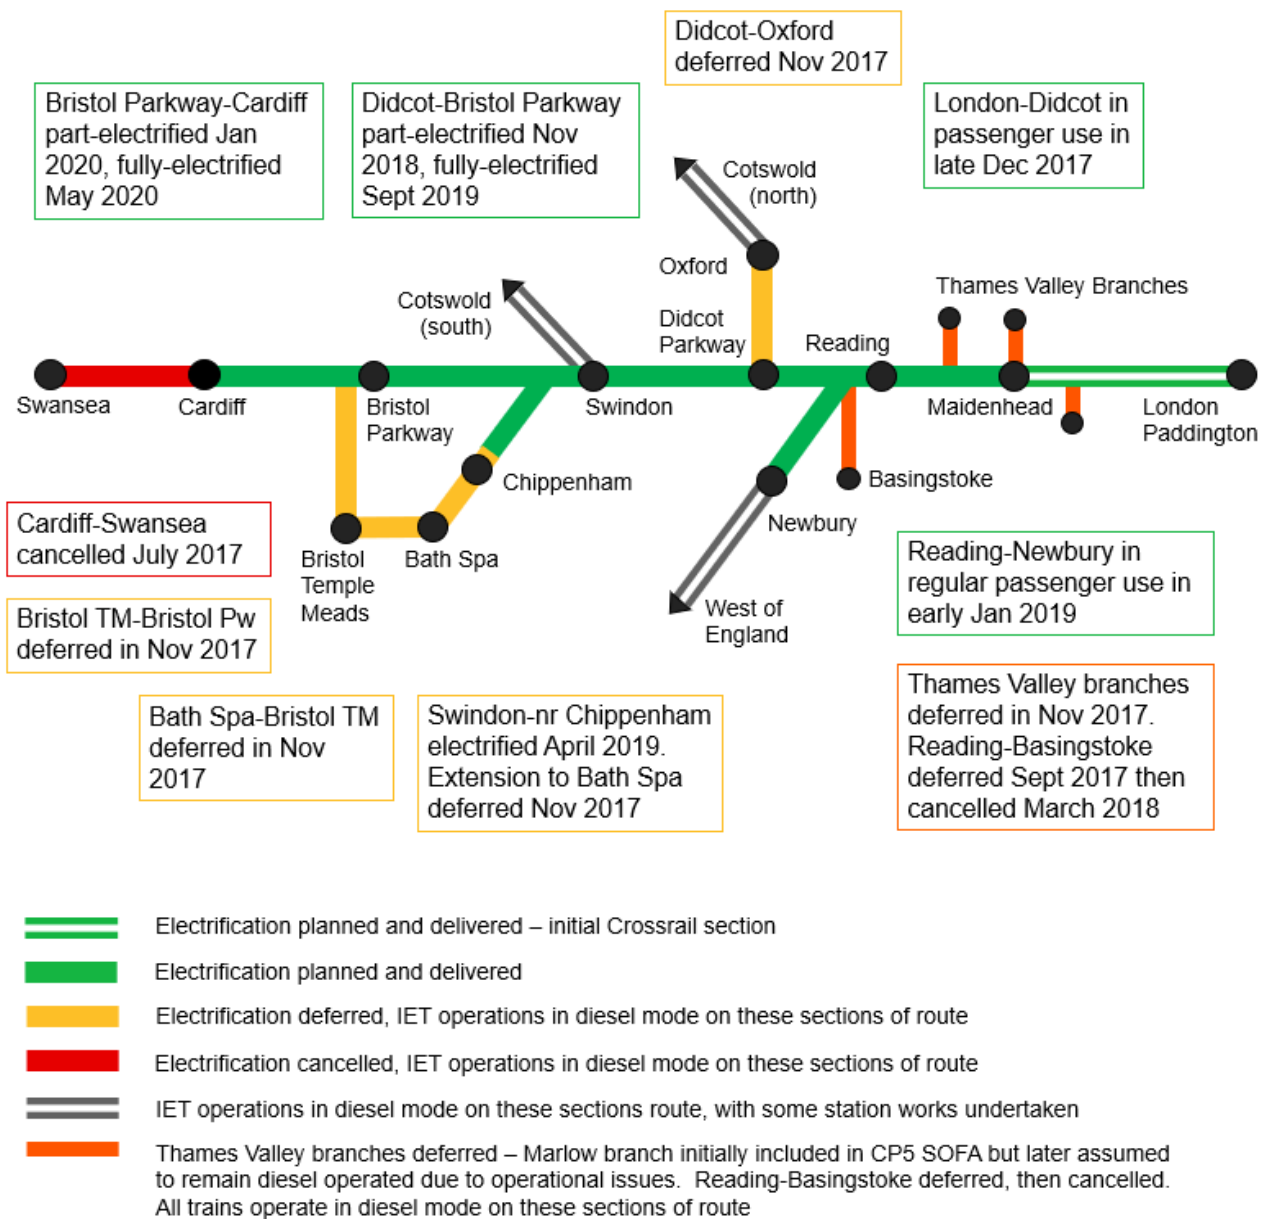 Didcot-Oxford
deferred Nov 2017
Bristol Parkway-Cardiff
part-electrified Jan
2020, fully-electrified
May 2020
Didcot-Bristol Parkway
part-electrified Nov
2018, fully-electrified
Sept 2019
London-Didcot in
passenger use in
late Dec 2017
Cotswold
(north)
Oxford
Cotswold
(south)
Didcot
Parkway
Reading
Thames Valley Branches
Swansea
Cardiff
Bristol
Parkway
Swindon
Maidenhead
London
Paddington
Chippenham
Basingstoke
Newbury
Bristol
Temple
Meads
Bath Spa
West of
England
Cardiff-Swansea
cancelled July 2017
Bristol TM-Bristol Pw
deferred in Nov 2017
Reading-Newbury in
regular passenger use in
early Jan 2019
Bath Spa-Bristol TM
deferred in Nov
2017
Swindon-nr Chippenham
electrified April 2019.
Extension to Bath Spa
deferred Nov 2017
Thames Valley branches
deferred in Nov 2017.
Reading-Basingstoke
deferred Sept 2017 then
cancelled March 2018
Electrification planned and delivered – initial Crossrail section
Electrification planned and delivered
Electrification deferred, IET operations in diesel mode on these sections of route
Electrification cancelled, IET operations in diesel mode on these sections of route
IET operations in diesel mode on these sections route, with some station works undertaken
Thames Valley branches deferred – Marlow branch initially included in CP5 SOFA but later assumed
to remain diesel operated due to operational issues.  Reading-Basingstoke deferred, then cancelled.
All trains operate in diesel mode on these sections of route